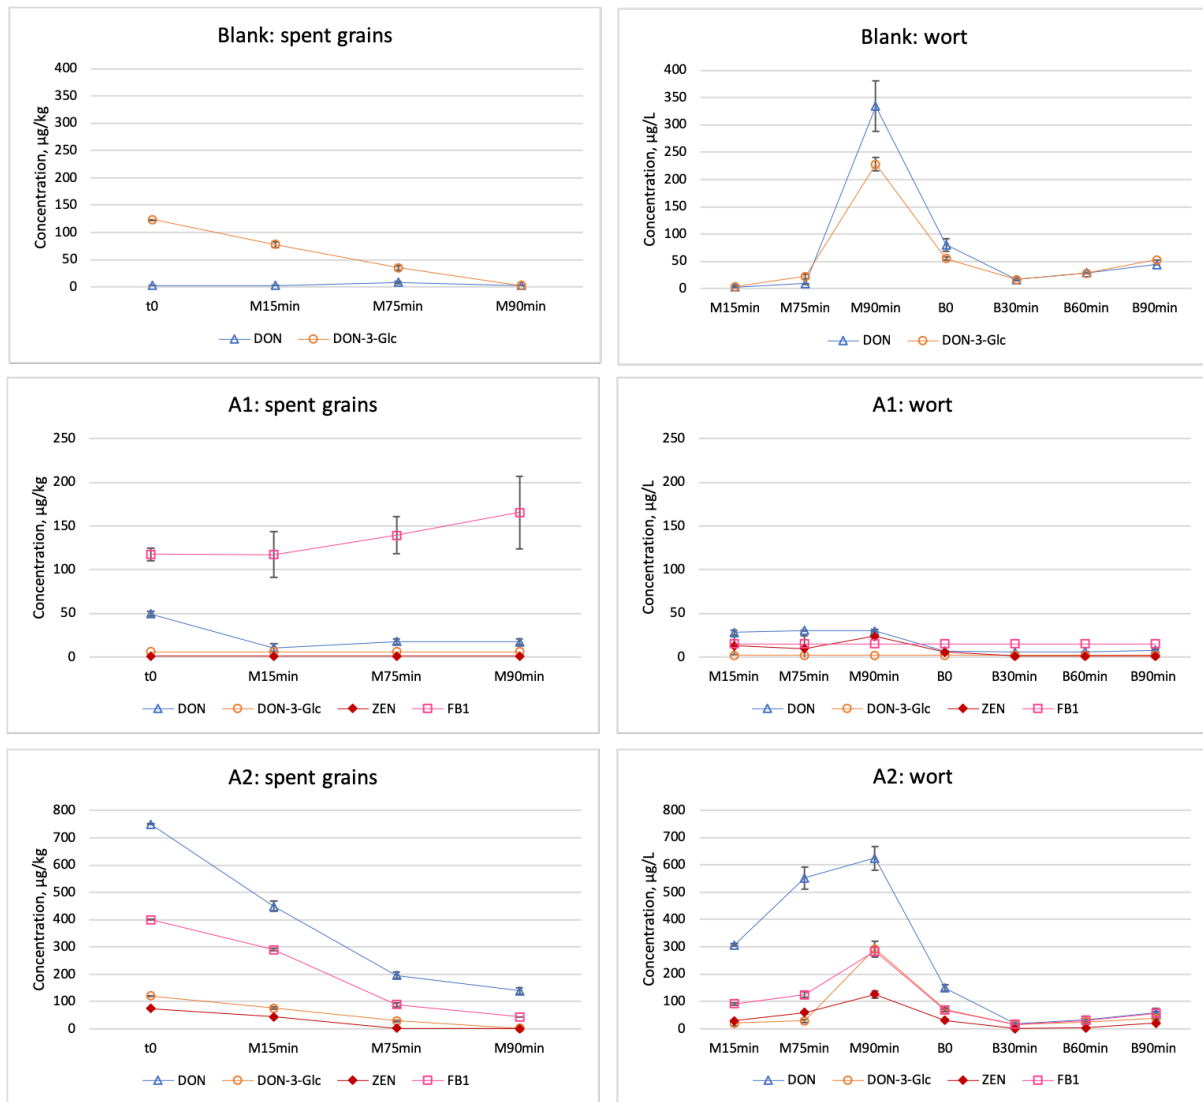 Blank: spent grains
Concentration, µg/kg
400
350
300
250
200
150
100
50
0
t0 M15min M75min M90min
DON DON-3-Glc
Blank: wort
Concentration, µg/L
400
350
300
250
200
150
100
50
0
M15min M75min M90min B0 B30min B60min B90min
DON DON-3-Glc
A1: spent grains
Concentration, µg/kg
250
200
150
100
50
0
t0 M15min M75min M90min
DON DON-3-Glc ZEN FB1
A1: wort
Concentration, µg/L
250
200
150
100
50
0
M15min M75min M90min B0 B30min B60min B90min
DON DON-3-Glc ZEN FB1
A2: spent grains
Concentration, µg/kg
800
700
600
500
400
300
200
100
0
t0 M15min M75min M90min
DON DON-3-Glc ZEN FB1
A2: wort
Concentration, µg/L
800
700
600
500
400
300
200
100
0
M15min M75min M90min B0 B30min B60min B90min
DON DON-3-Glc ZEN FB1